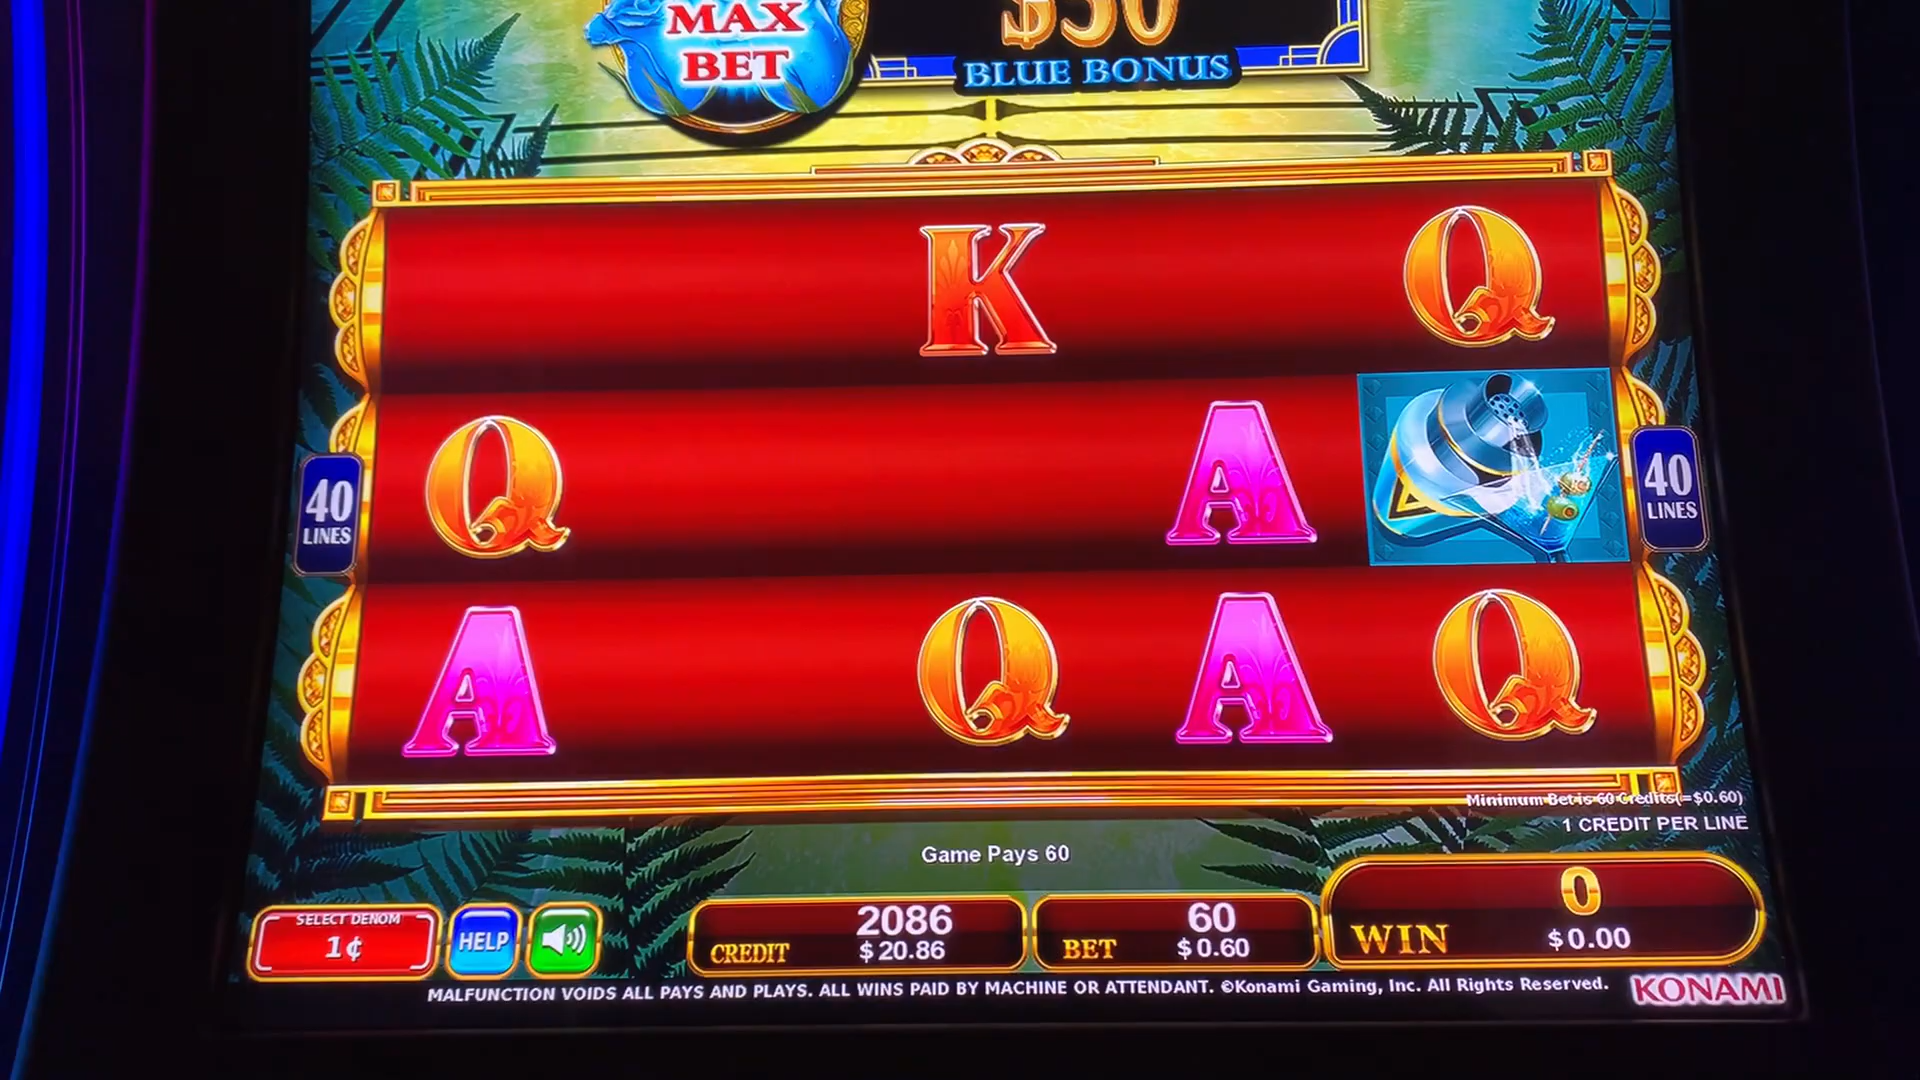 MAX
BET
$50
BLUE BONUS
K
Q
Q
A
40
LINES
40
LINES
A
Q
A
Q
Minimum Bet is 60 Credits(=$0.60)
1 CREDIT PER LINE
Game Pays 60
SELECT DENOM
1¢
HELP
2086
CREDIT
$20.86
60
BET
$0.60
0
WIN
$0.00
MALFUNCTION VOIDS ALL PAYS AND PLAYS. ALL WINS PAID BY MACHINE OR ATTENDANT. ©Konami Gaming, Inc. All Rights Reserved.
KONAMI